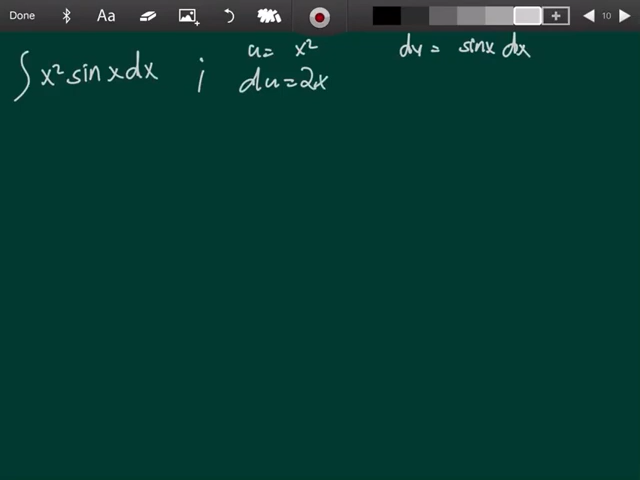 Done Aa 10
u = x² dv = sinx dx
∫ x² sin x dx i du = 2x